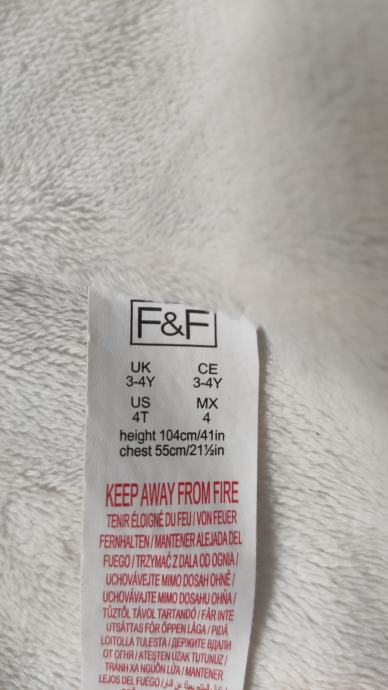 F&F
UK CE
3-4Y 3-4Y
US MX
4T 4
height 104cm/41in
chest 55cm/21½in
KEEP AWAY FROM FIRE
TENIR ÉLOIGNÉ DU FEU / VON FEUER
FERNHALTEN / MANTENER ALEJADA DEL
FUEGO / TRZYMAĆ Z DALA OD OGNIA /
UCHOVÁVEJTE MIMO DOSAH OHNĚ /
UCHOVÁVAJTE MIMO DOSAHU OHŇA /
TŰZTŐL TÁVOL TARTANDÓ / FÅR INTE
UTSÄTTAS FÖR ÖPPEN LÅGA / PIDÄ
LOITOLLA TULESTA / ДЕРЖИТЕ ВДАЛИ
ОТ ОГНЯ / ATEŞTEN UZAK TUTUNUZ /
TRÁNH XA NGUỒN LỬA / MANTENER
LEJOS DEL FUEGO /